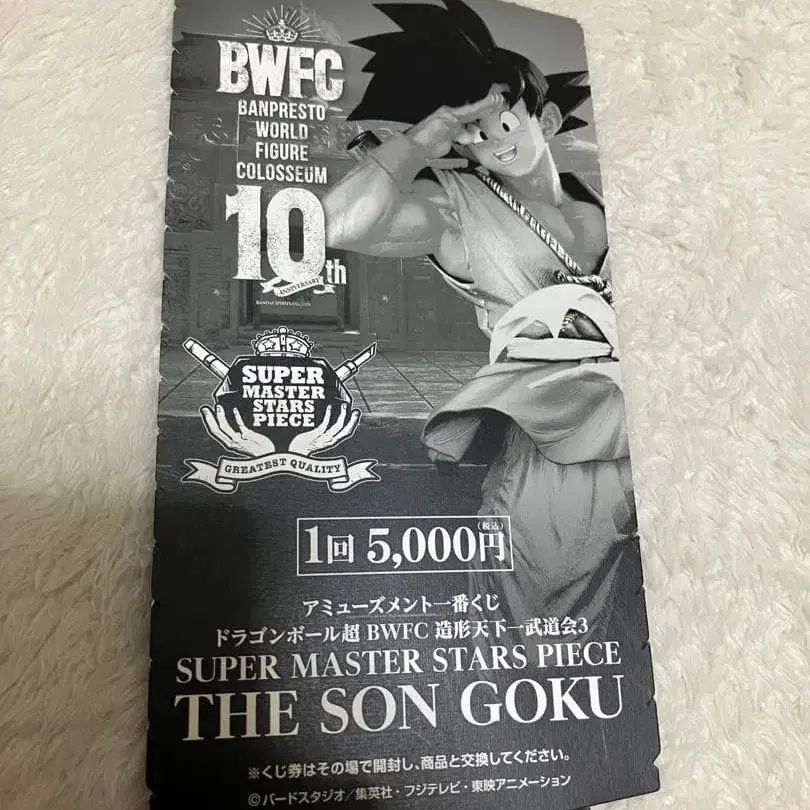 BWFC
BANPRESTO
WORLD
FIGURE
COLOSSEUM
10th
ANNIVERSARY
SUPER
MASTER
STARS
PIECE
GREATEST QUALITY
(税込)
1回 5,000円
アミューズメント一番くじ
ドラゴンボール超 BWFC 造形天下一武道会3
SUPER MASTER STARS PIECE
THE SON GOKU
※くじ券はその場で開封し、商品と交換してください。
©バードスタジオ/集英社・フジテレビ・東映アニメーション